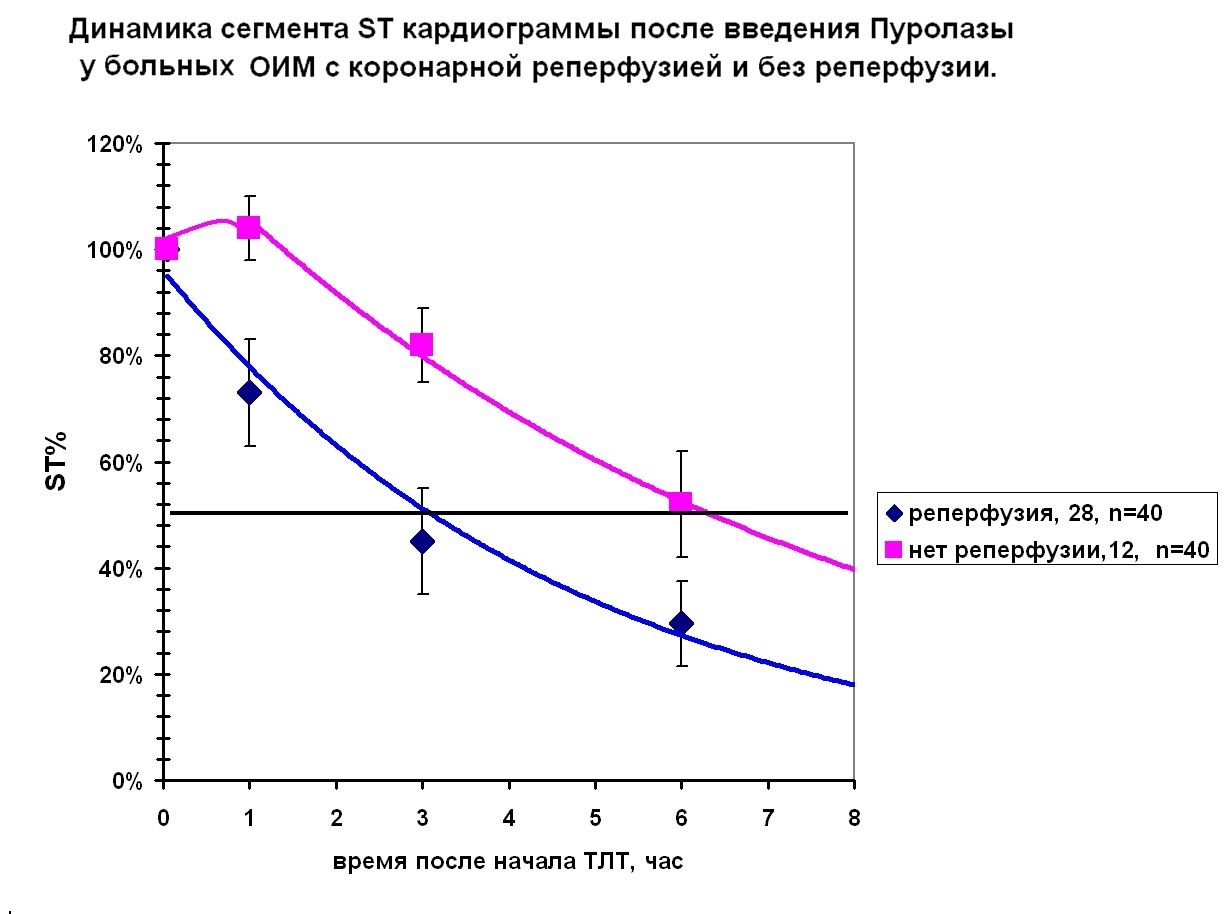 Динамика сегмента ST кардиограммы после введения Пуролазы
у больных ОИМ с коронарной реперфузией и без реперфузии.
120%
100%
80%
60%
40%
20%
0%
ST%
0 1 2 3 4 5 6 7 8
время после начала ТЛТ, час
реперфузия, 28, n=40
нет реперфузии,12, n=40